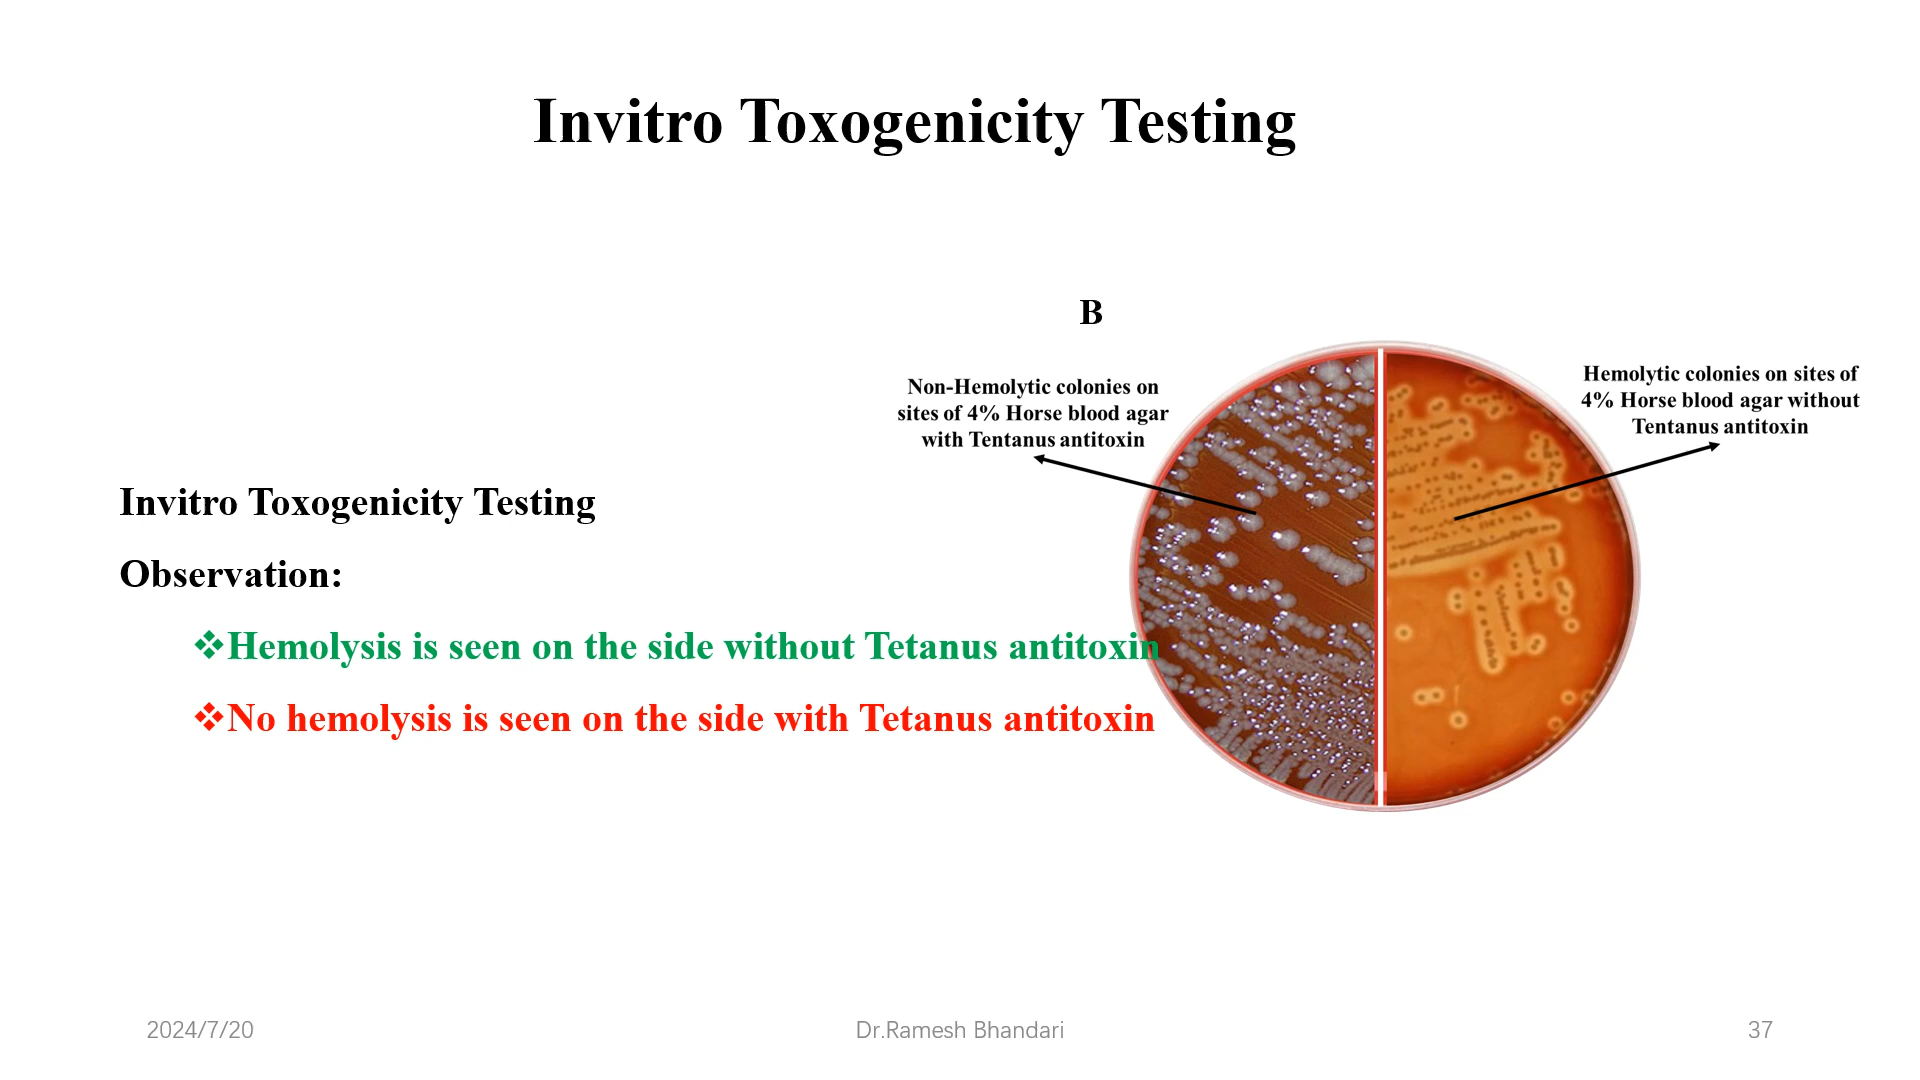 Invitro Toxogenicity Testing
B
Non-Hemolytic colonies on
sites of 4% Horse blood agar
with Tentanus antitoxin
Hemolytic colonies on sites of
4% Horse blood agar without
Tentanus antitoxin
Invitro Toxogenicity Testing
Observation:
❖Hemolysis is seen on the side without Tetanus antitoxin
❖No hemolysis is seen on the side with Tetanus antitoxin
2024/7/20
Dr.Ramesh Bhandari
37